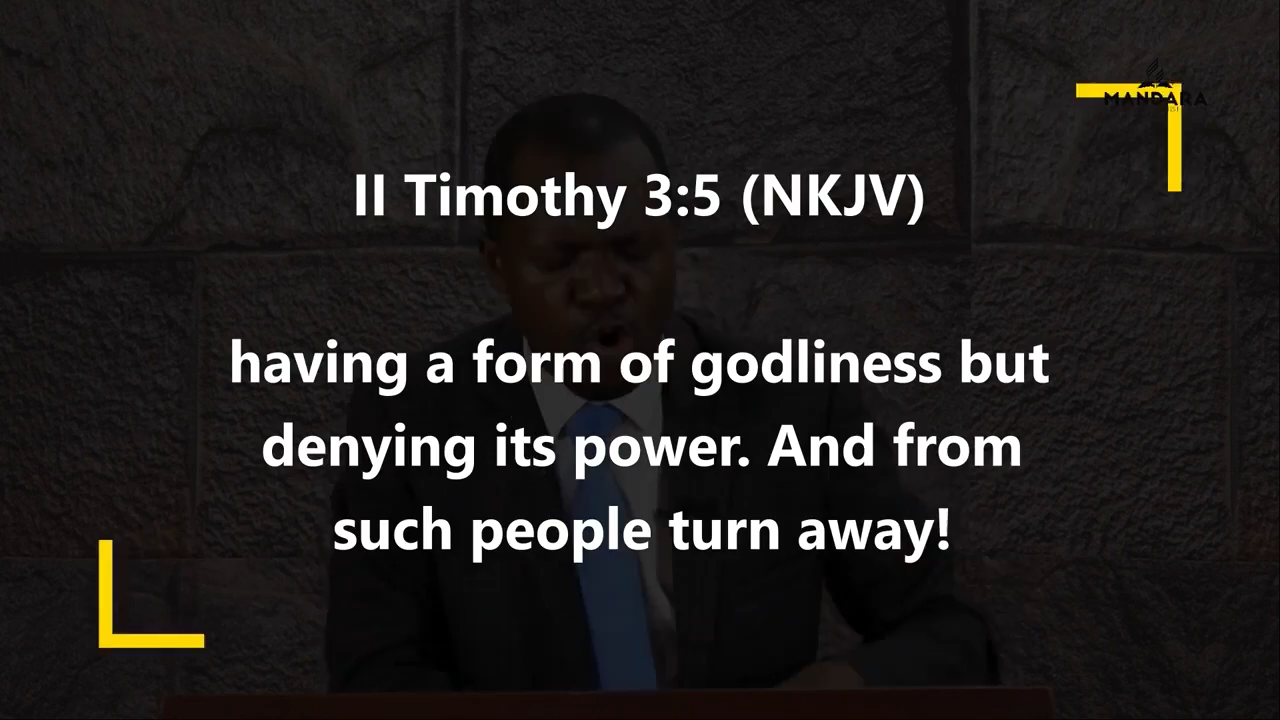 MANDARA
II Timothy 3:5 (NKJV)
having a form of godliness but
denying its power. And from
such people turn away!